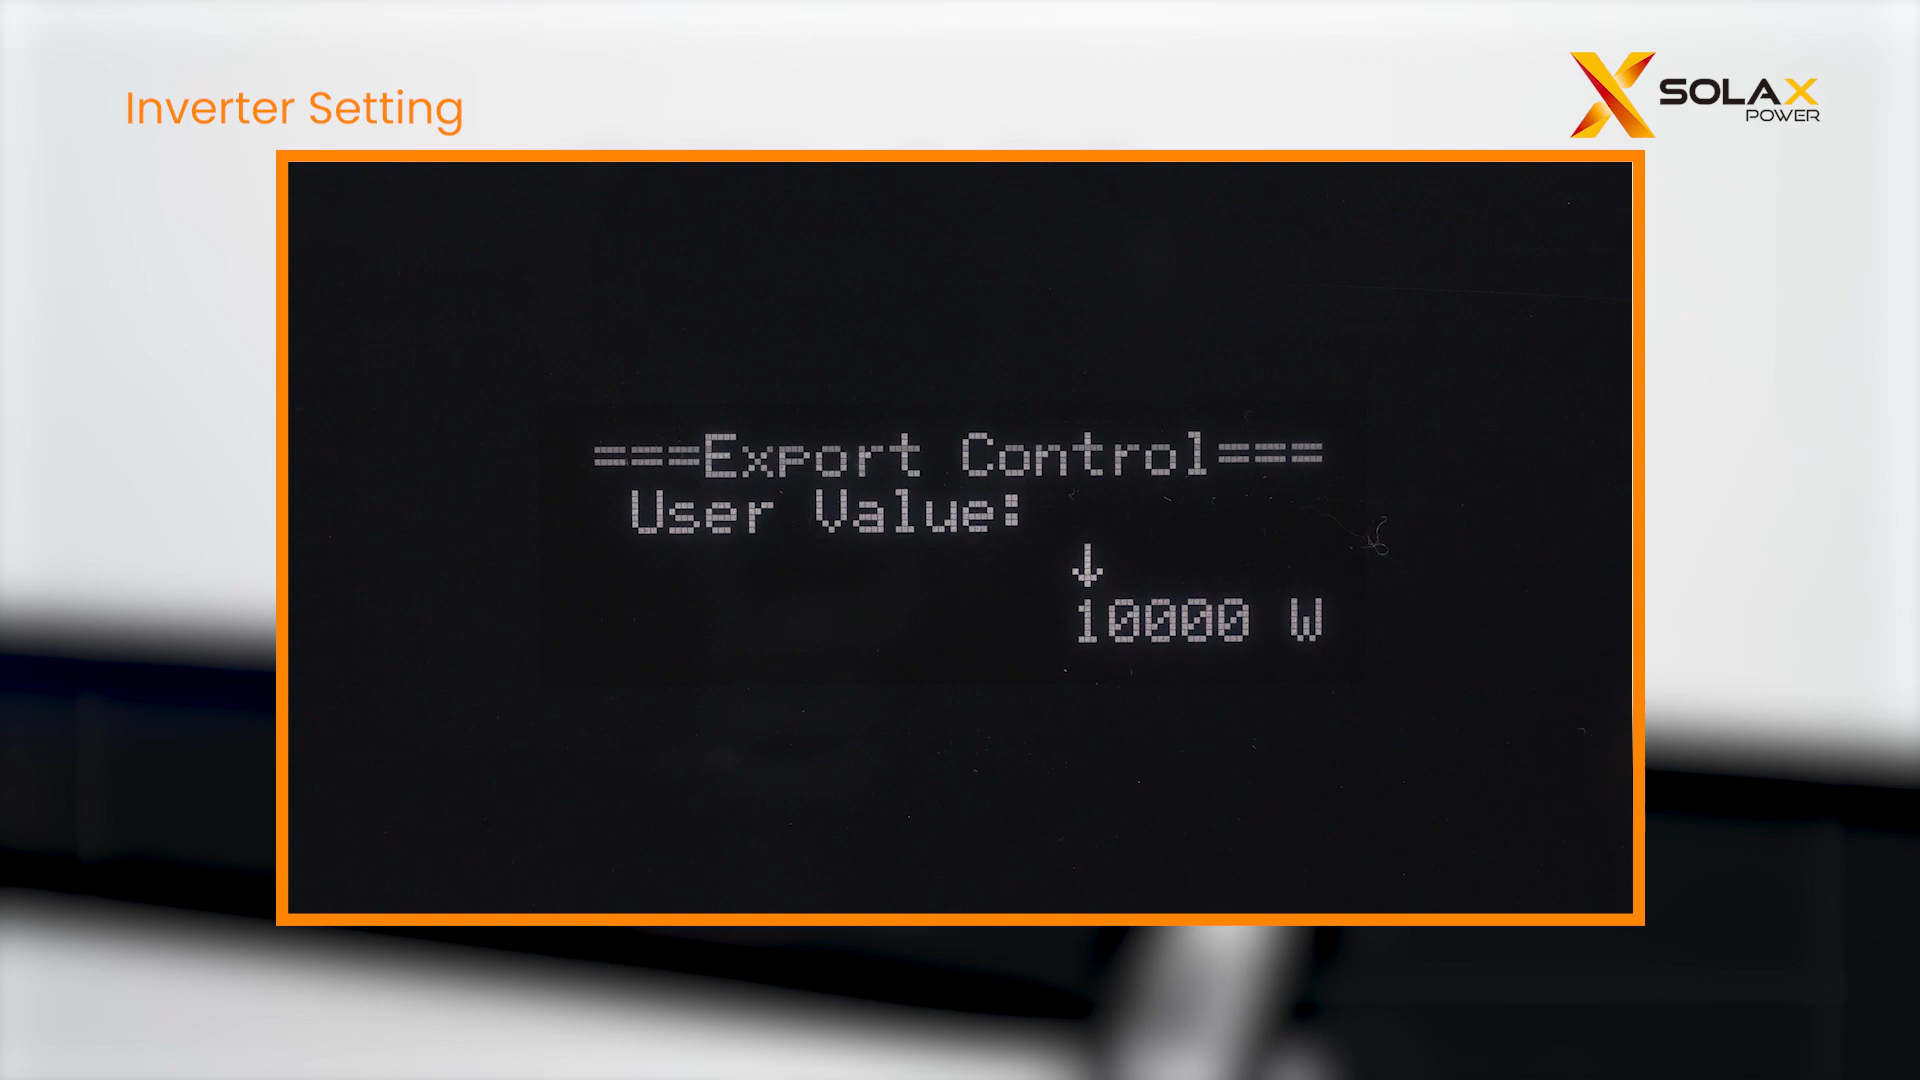 Inverter Setting
SOLAX
POWER
===Export Control===
User Value:
↓
10000 W